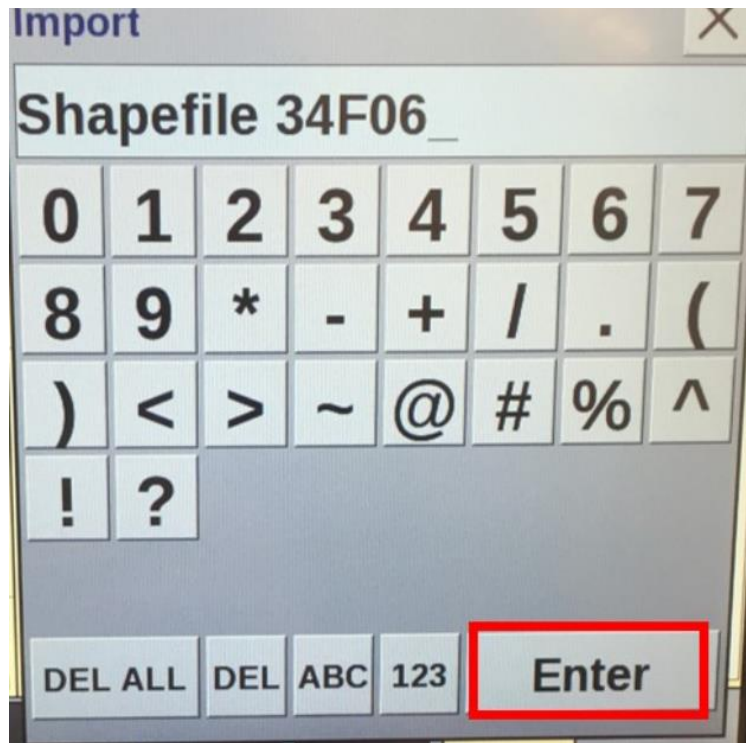 Import
Shapefile 34F06_
0 1 2 3 4 5 6 7
8 9 * - + / . (
) < > ~ @ # % ^
! ?
DEL ALL DEL ABC 123 Enter